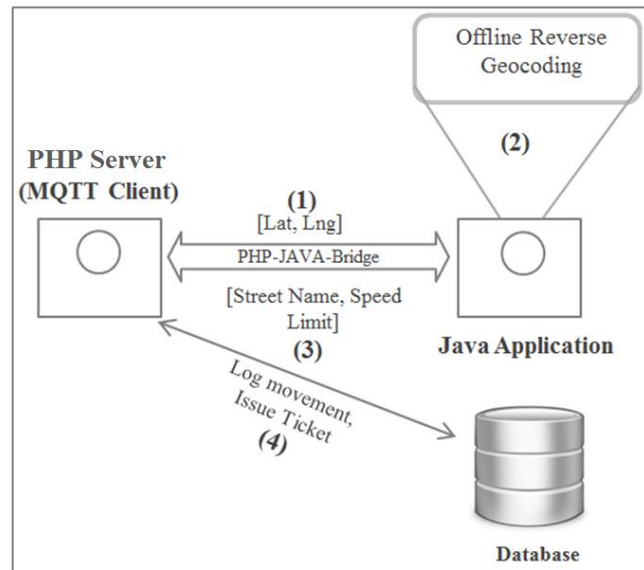 Offline Reverse
Geocoding
(2)
PHP Server
(MQTT Client)
(1)
[Lat, Lng]
PHP-JAVA-Bridge
[Street Name, Speed
Limit]
(3)
Java Application
Log movement,
Issue Ticket
(4)
Database